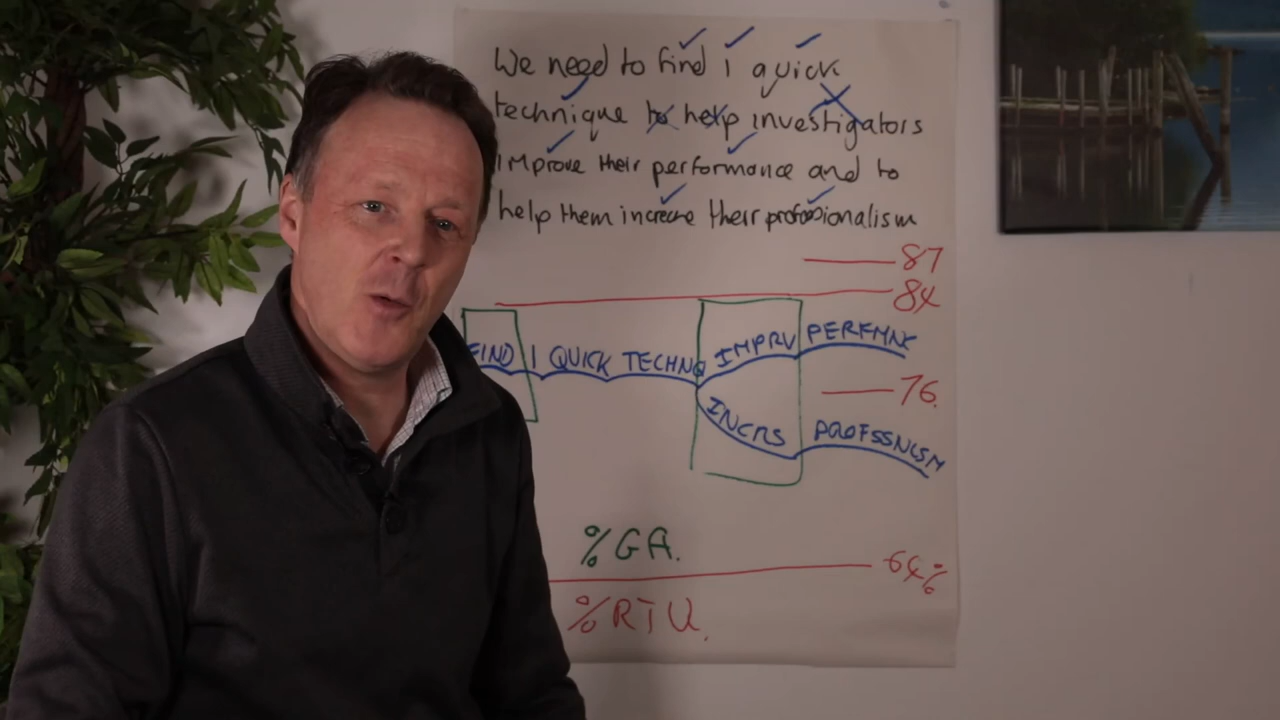 We need to find 1 quick
technique to help investigators
improve their performance and to
help them increase their professionalism
87
84
FIND 1 QUICK TECHNQ IMPRV PERFMNC
76.
INCRS PROFSSNLSM
%GA.
64%
%RTU.